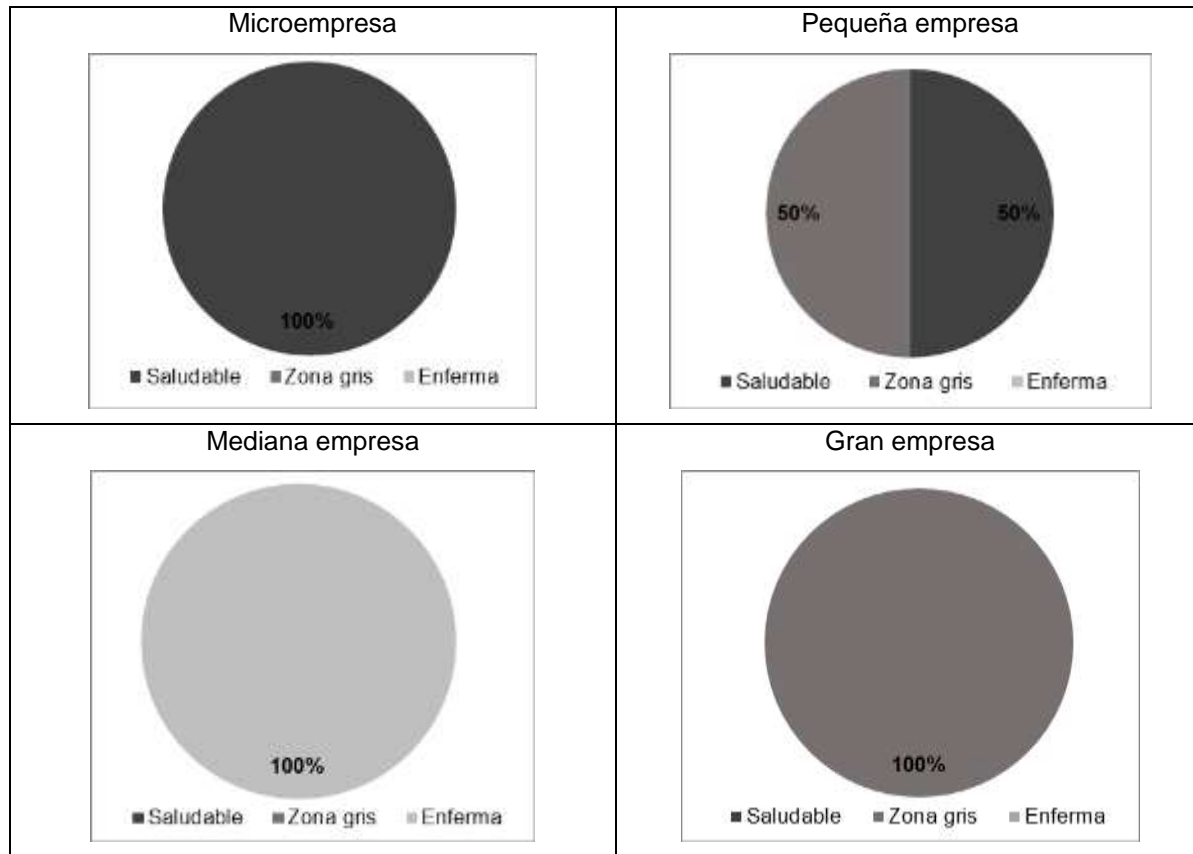 Microempresa
100%
Saludable Zona gris Enferma
Pequeña empresa
50% 50%
Saludable Zona gris Enferma
Mediana empresa
100%
Saludable Zona gris Enferma
Gran empresa
100%
Saludable Zona gris Enferma